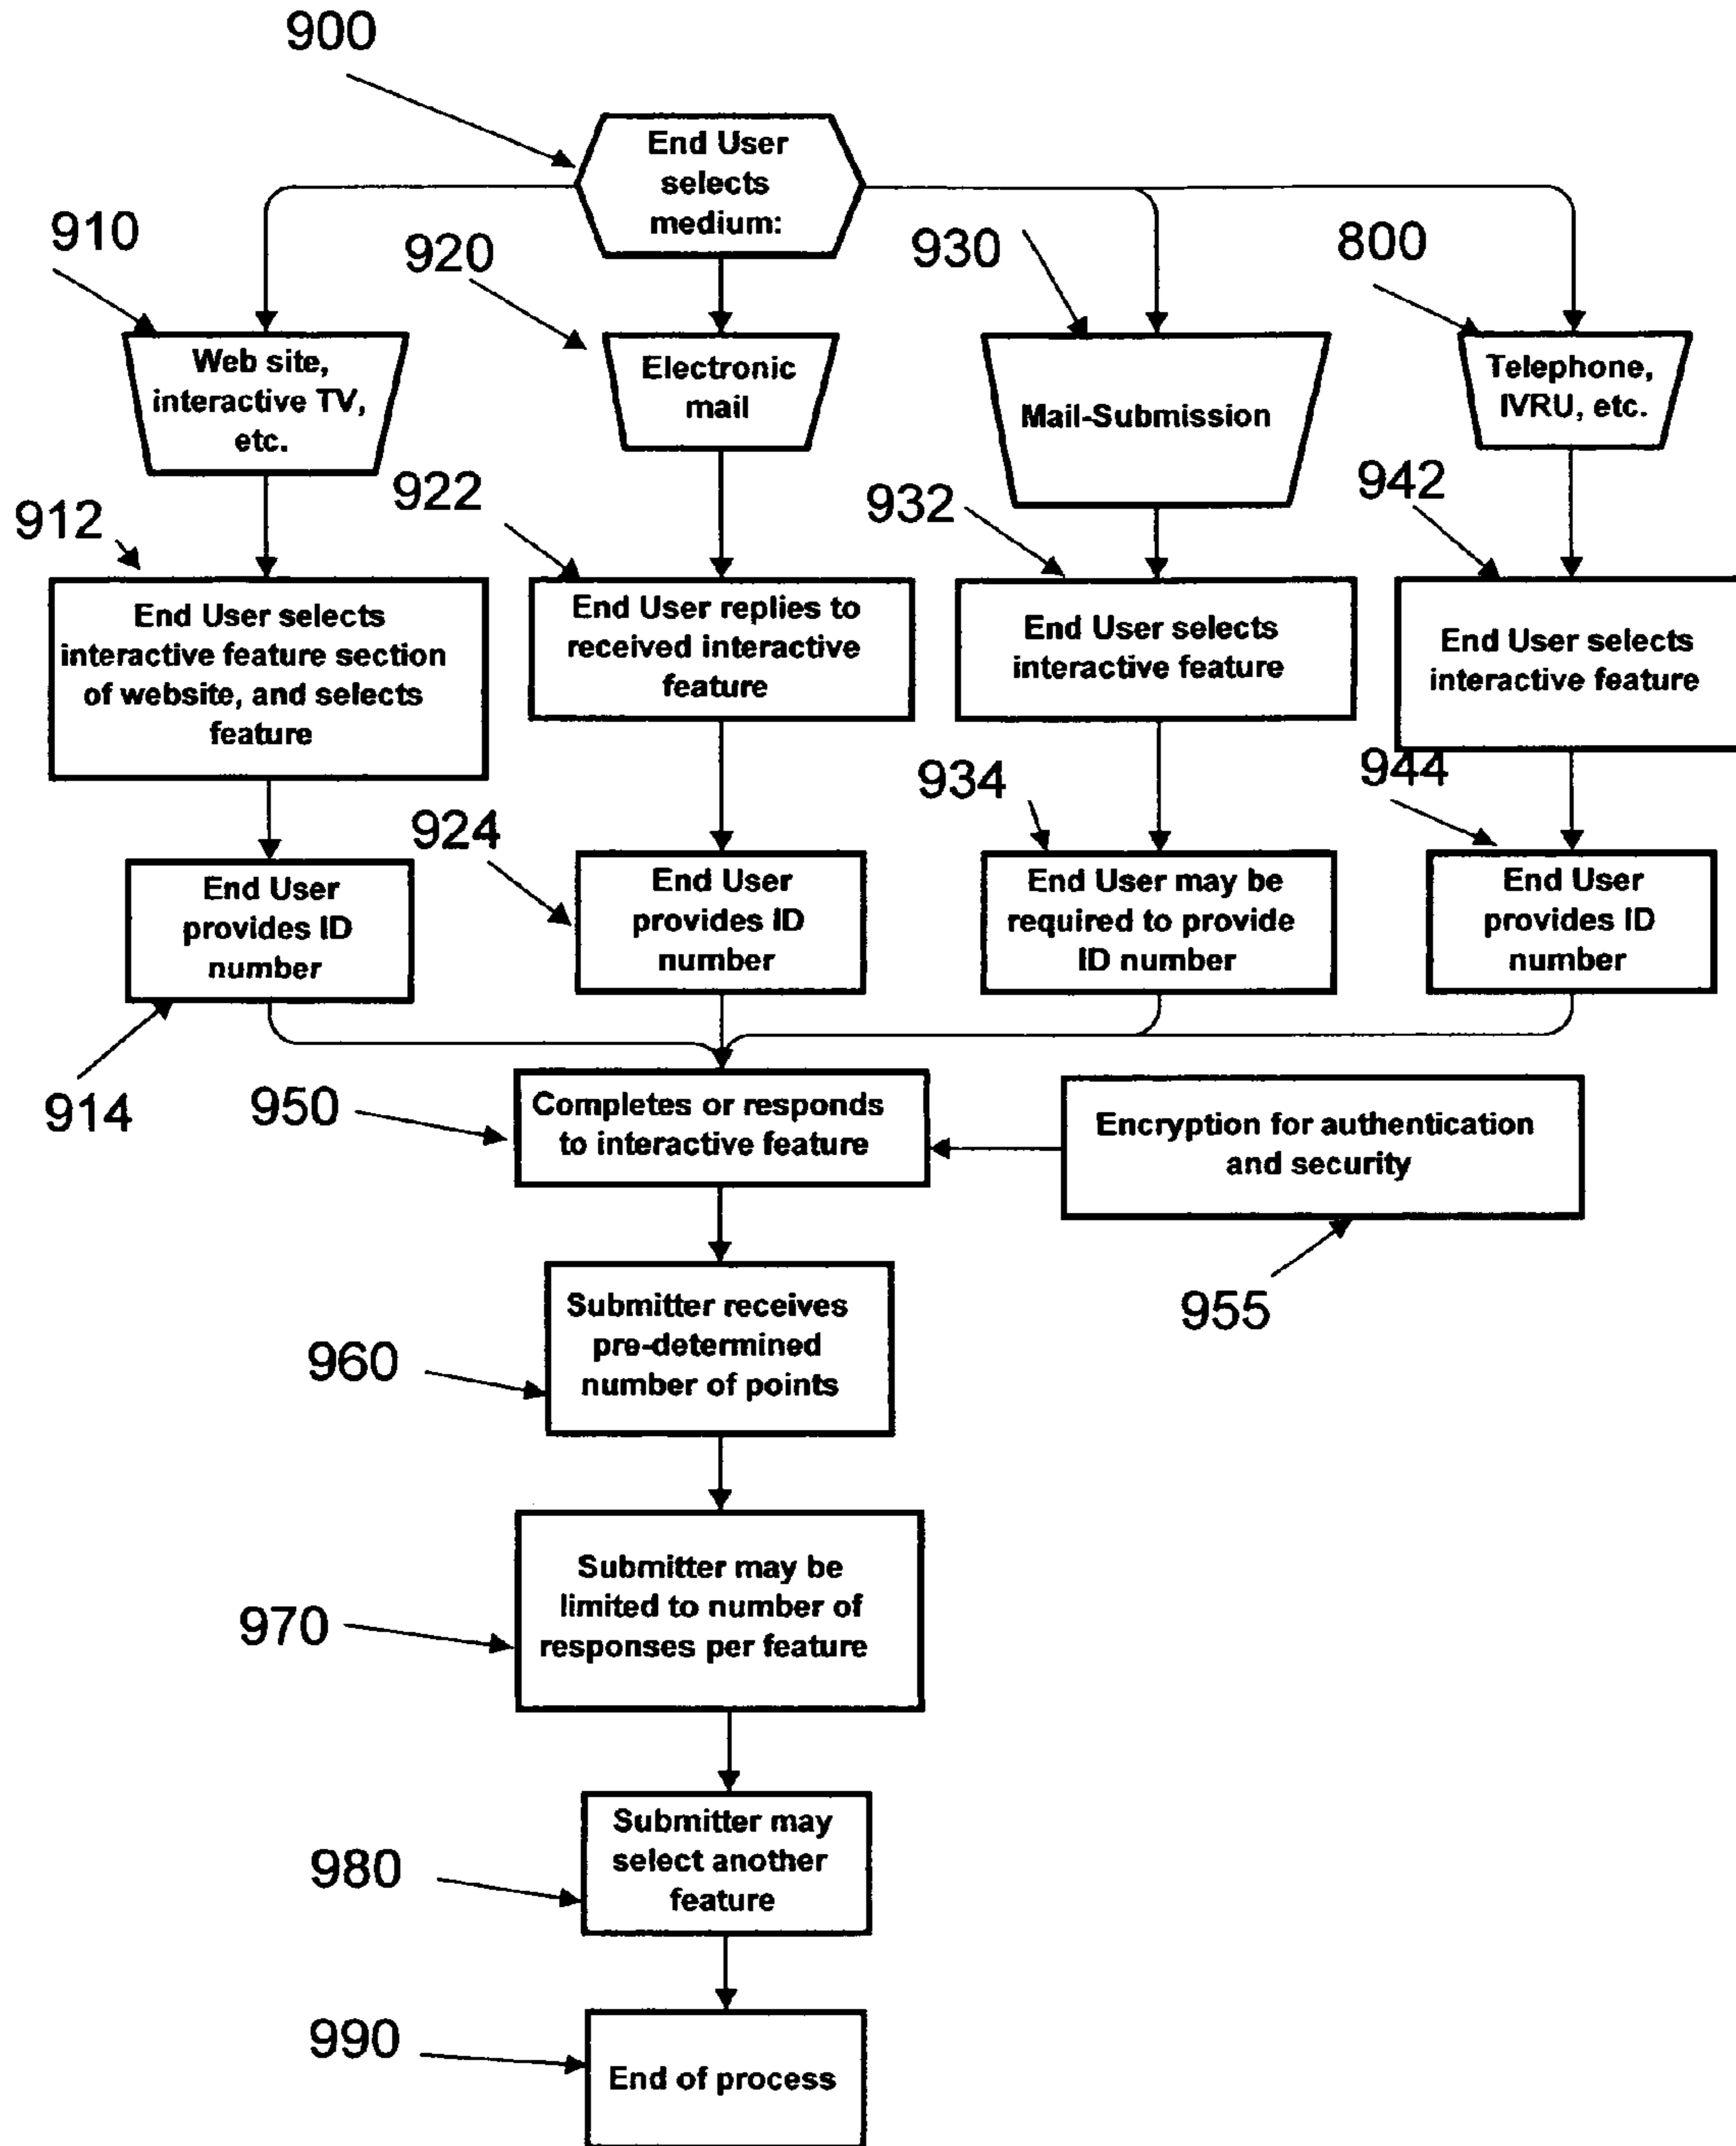 900
End User
selects
medium:
910
920
930
800
Web site,
interactive TV,
etc.
Electronic
mail
Mail-Submission
Telephone,
IVRU, etc.
912
922
932
942
End User selects
interactive feature section
of website, and selects
feature
End User replies to
received interactive
feature
End User selects
interactive feature
End User selects
interactive feature
914
924
934
944
End User
provides ID
number
End User
provides ID
number
End User may be
required to provide
ID number
End User
provides ID
number
950
Completes or responds
to interactive feature
Encryption for authentication
and security
955
960
Submitter receives
pre-determined
number of points
970
Submitter may be
limited to number of
responses per feature
980
Submitter may
select another
feature
990
End of process